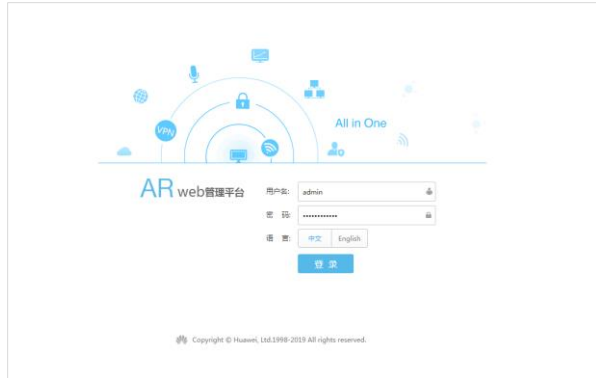 VPN
All in One
AR web管理平台
用户名: admin
密 码: ••••••••••••
语 言: 中文 English
登 录
Copyright © Huawei, Ltd.1998-2019 All rights reserved.